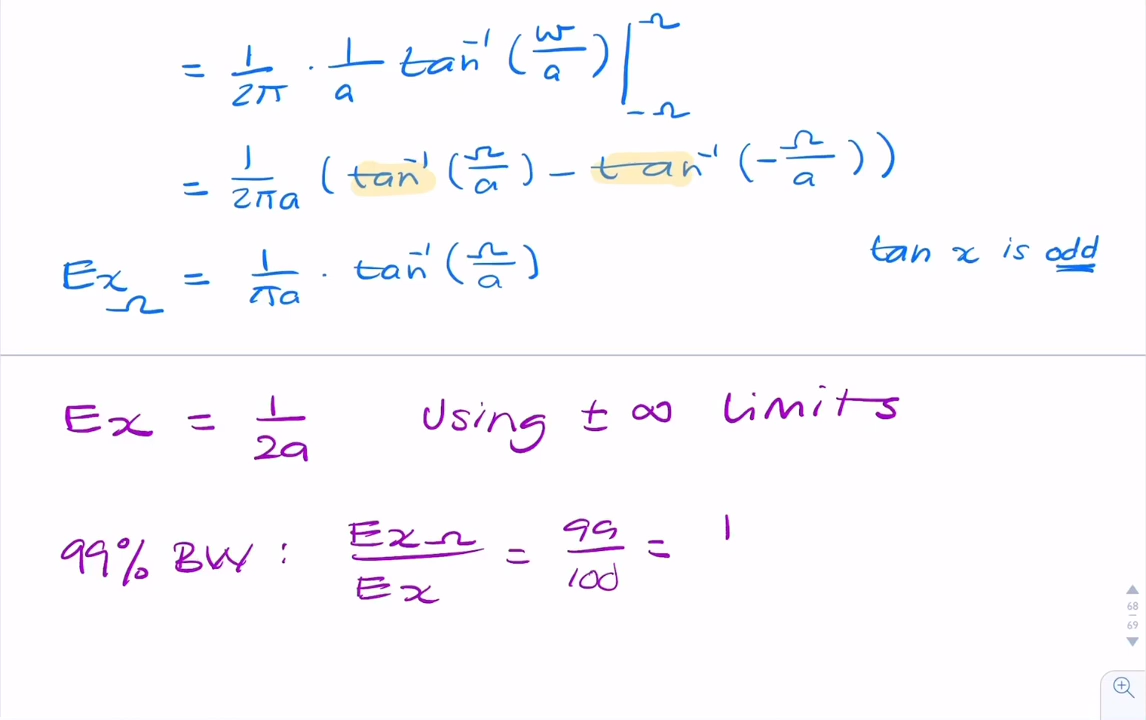 = 1/2π · 1/a tan⁻¹ (w/a) |_{-Ω}^{Ω}
= 1/2πa ( tan⁻¹ (Ω/a) – tan⁻¹ (-Ω/a ))
Ex_Ω = 1/πa · tan⁻¹ (Ω/a)
tan x is odd
Ex = 1/2a Using ± ∞ Limits
99% BW : Ex_Ω/Ex = 99/100 = 1
68
69